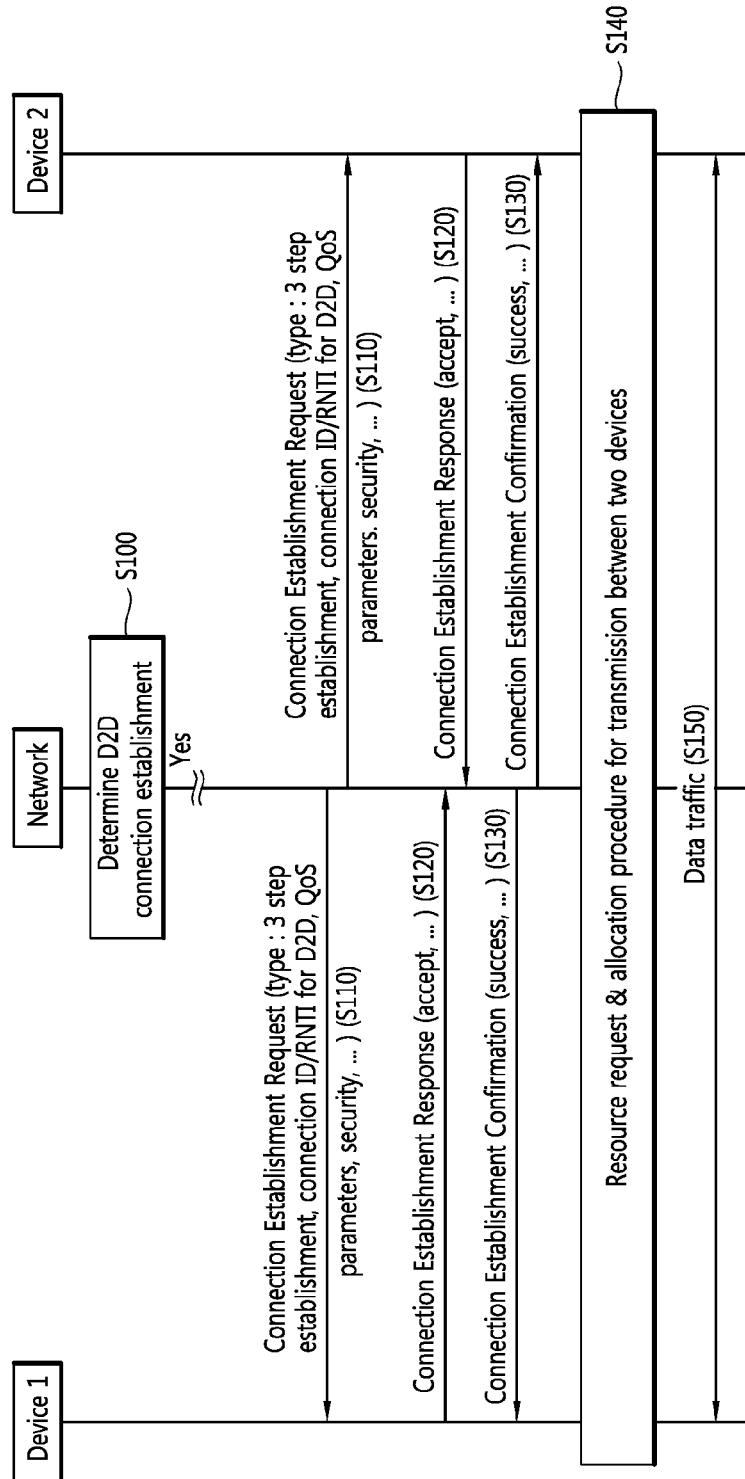 Device 1
Network
Device 2
Determine D2D
connection establishment
S100
Yes
Connection Establishment Request (type : 3 step
establishment, connection ID/RNTI for D2D, QoS
parameters, security, ... ) (S110)
Connection Establishment Request (type : 3 step
establishment, connection ID/RNTI for D2D, QoS
parameters. security, ... ) (S110)
Connection Establishment Response (accept, ... ) (S120)
Connection Establishment Response (accept, ... ) (S120)
Connection Establishment Confirmation (success, ... ) (S130)
Connection Establishment Confirmation (success, ... ) (S130)
Resource request & allocation procedure for transmission between two devices
S140
Data traffic (S150)